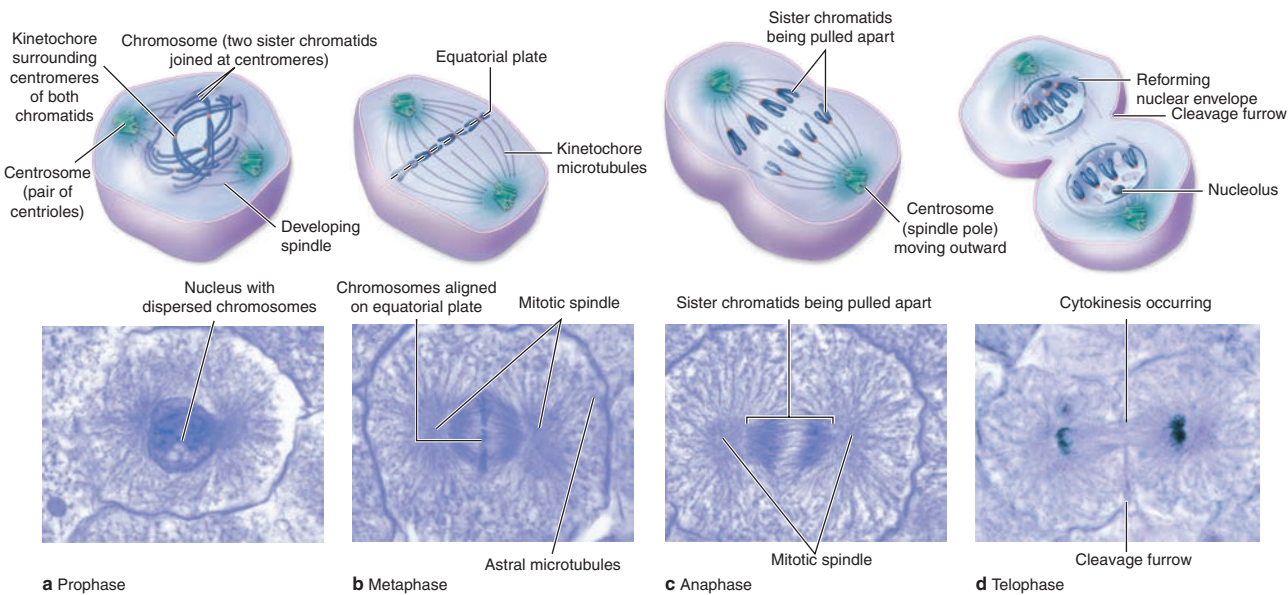 Kinetochore
surrounding
centromeres
of both
chromatids
Chromosome (two sister chromatids
joined at centromeres)
Centrosome
(pair of
centrioles)
Developing
spindle
Equatorial plate
Kinetochore
microtubules
Sister chromatids
being pulled apart
Centrosome
(spindle pole)
moving outward
Reforming
nuclear envelope
Cleavage furrow
Nucleolus
Nucleus with
dispersed chromosomes
Chromosomes aligned
on equatorial plate
Mitotic spindle
Astral microtubules
Sister chromatids being pulled apart
Mitotic spindle
Cytokinesis occurring
Cleavage furrow
a Prophase
b Metaphase
c Anaphase
d Telophase